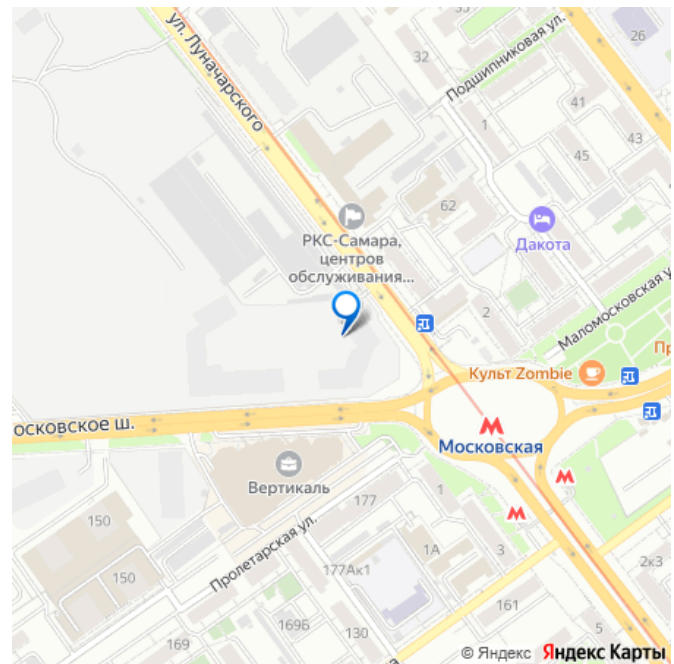 ул. Луначарского
Подшипниковая ул.
26
32
41
1
43
45
62
РКС-Самара,
центров
обслуживания...
Дакота
2
Маломосковская у
Культ Zombie
Пр
осковское ш.
Московская
Вертикаль
177
1
150
Пролетарская ул.
1А
3
2к3
150
177Ак1
161
169Б
130
5
169
а
© Яндекс Яндекс Карты